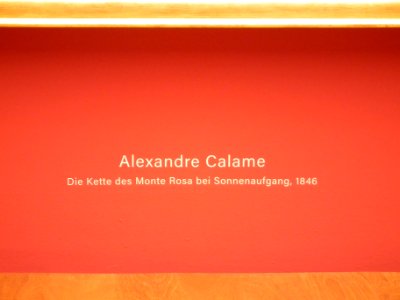 Alexandre Calame
Die Kette des Monte Rosa bei Sonnenaufgang, 1846